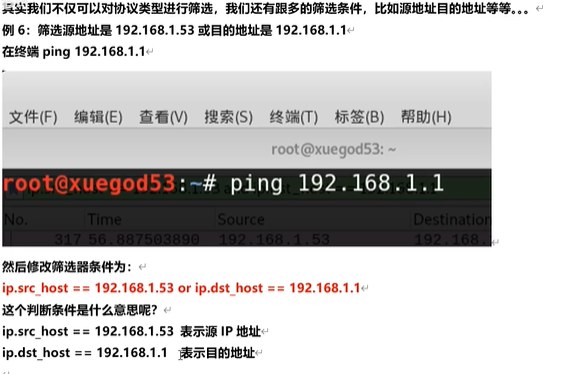 其实我们不仅可以对协议类型进行筛选，我们还有跟多的筛选条件，比如源地址目的地址等等。。。
例 6：筛选源地址是 192.168.1.53 或目的地址是 192.168.1.1
在终端 ping 192.168.1.1
文件(F) 编辑(E) 查看(V) 搜索(S) 终端(T) 标签(B) 帮助(H)
root@xuegod53: ~
root@xuegod53:~# ping 192.168.1.1
No. Time Source Destination
317 56.887503890 192.168.1.53 192.168.
然后修改筛选器条件为：
ip.src_host == 192.168.1.53 or ip.dst_host == 192.168.1.1
这个判断条件是什么意思呢？
ip.src_host == 192.168.1.53 表示源 IP 地址
ip.dst_host == 192.168.1.1 表示目的地址